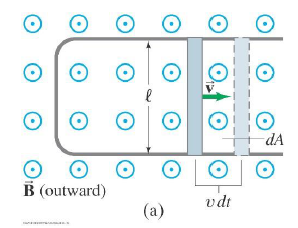 ℓ
v⃗
dA
B⃗ (outward)
v dt
(a)